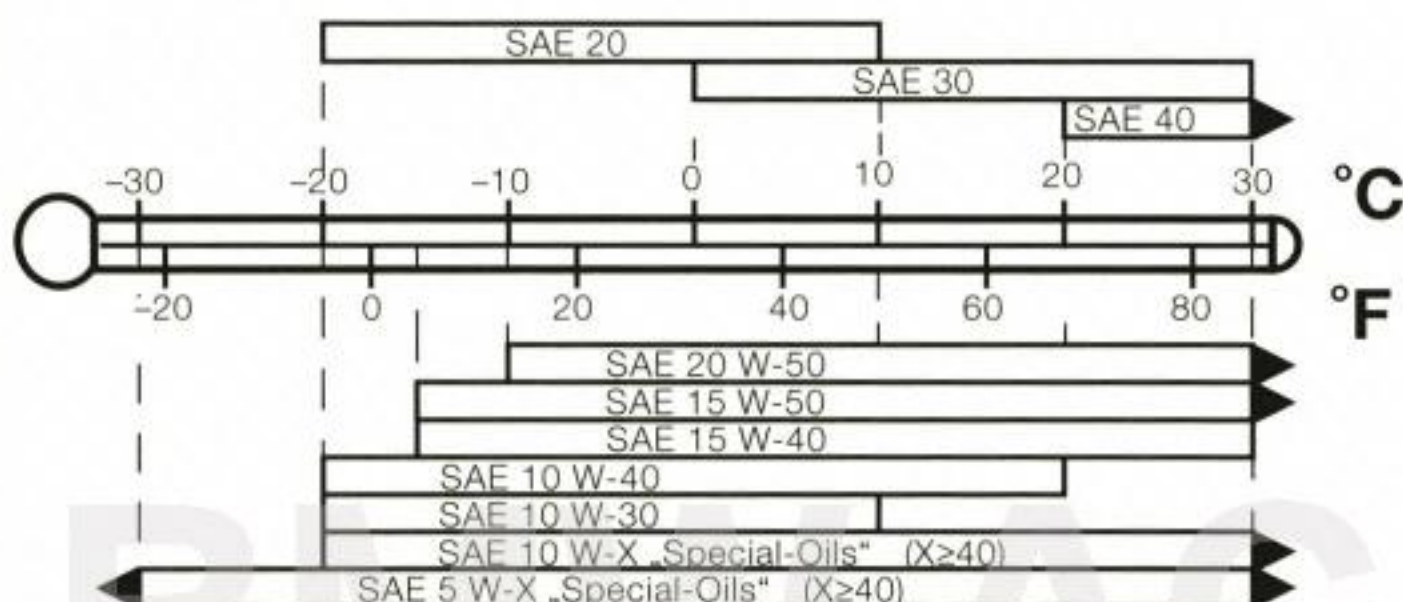 SAE 20
SAE 30
SAE 40
–30 –20 –10 0 10 20 30 °C
–20 0 20 40 60 80 °F
SAE 20 W-50
SAE 15 W-50
SAE 15 W-40
SAE 10 W-40
SAE 10 W-30
SAE 10 W-X „Special-Oils“ (X≥40)
SAE 5 W-X „Special-Oils“ (X≥40)